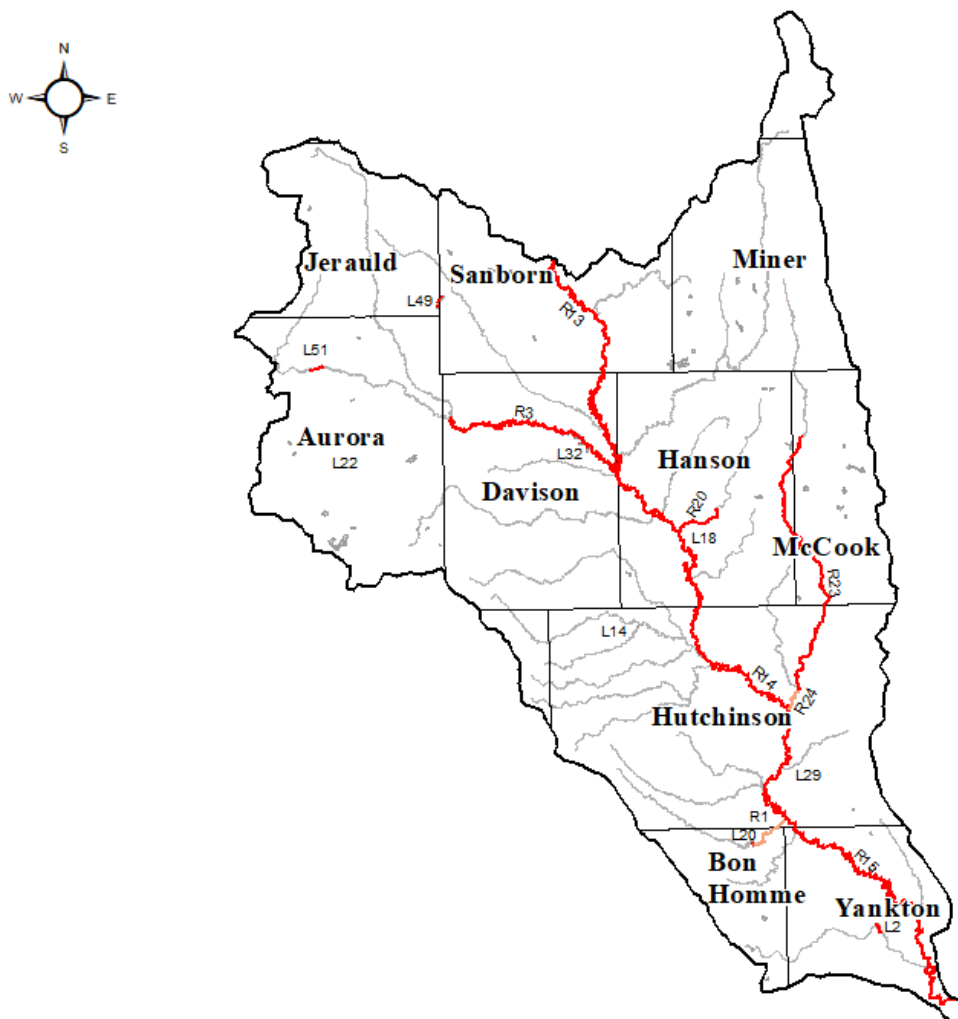 N
W E
S
Jerauld
Sanborn
Miner
L49
R13
L51
R3
Aurora
L22
L32
Hanson
Davison
R20
L18
McCook
R23
L14
R14
R24
Hutchinson
L29
R1
L20
Bon
Homme
R15
Yankton
L2